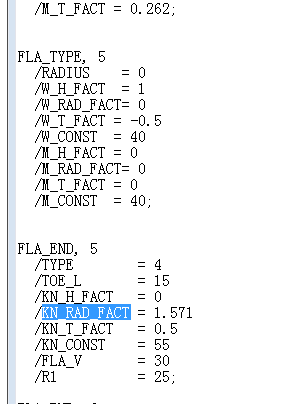 /M_T_FACT = 0.262;
FLA_TYPE, 5
/RADIUS = 0
/W_H_FACT = 1
/W_RAD_FACT= 0
/W_T_FACT = -0.5
/W_CONST = 40
/M_H_FACT = 0
/M_RAD_FACT= 0
/M_T_FACT = 0
/M_CONST = 40;
FLA_END, 5
/TYPE = 4
/TOE_L = 15
/KN_H_FACT = 0
/KN_RAD_FACT = 1.571
/KN_T_FACT = 0.5
/KN_CONST = 55
/FLA_V = 30
/R1 = 25;